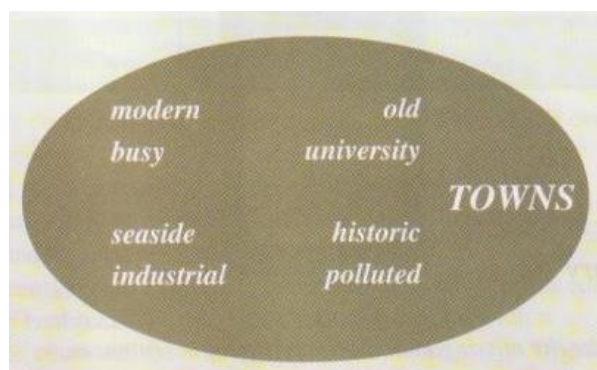 modern old
busy university
TOWNS
seaside historic
industrial polluted